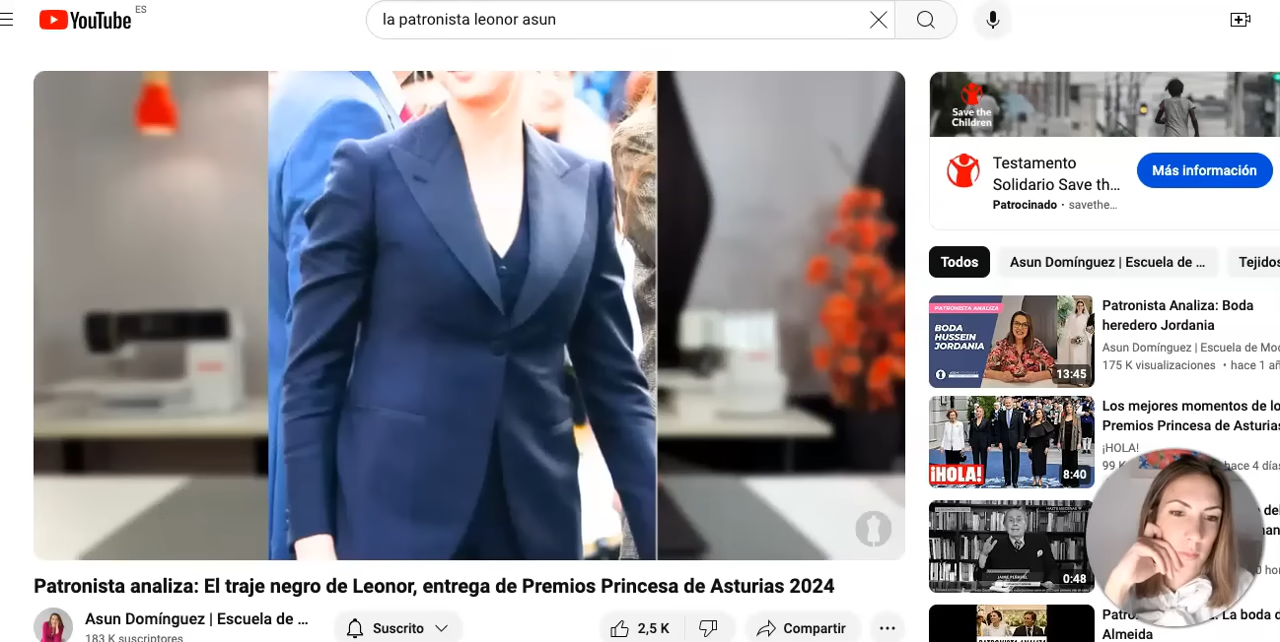 YouTube ES
la patronista leonor asun
Patronista analiza: El traje negro de Leonor, entrega de Premios Princesa de Asturias 2024
Asun Domínguez | Escuela de ...
183 K suscriptores
Suscrito
2,5 K
Compartir
Save the
Children
Testamento
Solidario Save th...
Patrocinado · savethe...
Más información
Todos
Asun Domínguez | Escuela de ...
Tejidos
PATRONISTA ANALIZA
BODA
HUSSEIN
JORDANIA
13:45
Patronista Analiza: Boda
heredero Jordania
Asun Domínguez | Escuela de Mod
175 K visualizaciones · hace 1 añ
¡HOLA!
8:40
Los mejores momentos de lo
Premios Princesa de Asturias
¡HOLA!
99 K
hace 4 días
0:48
La boda d
Almeida